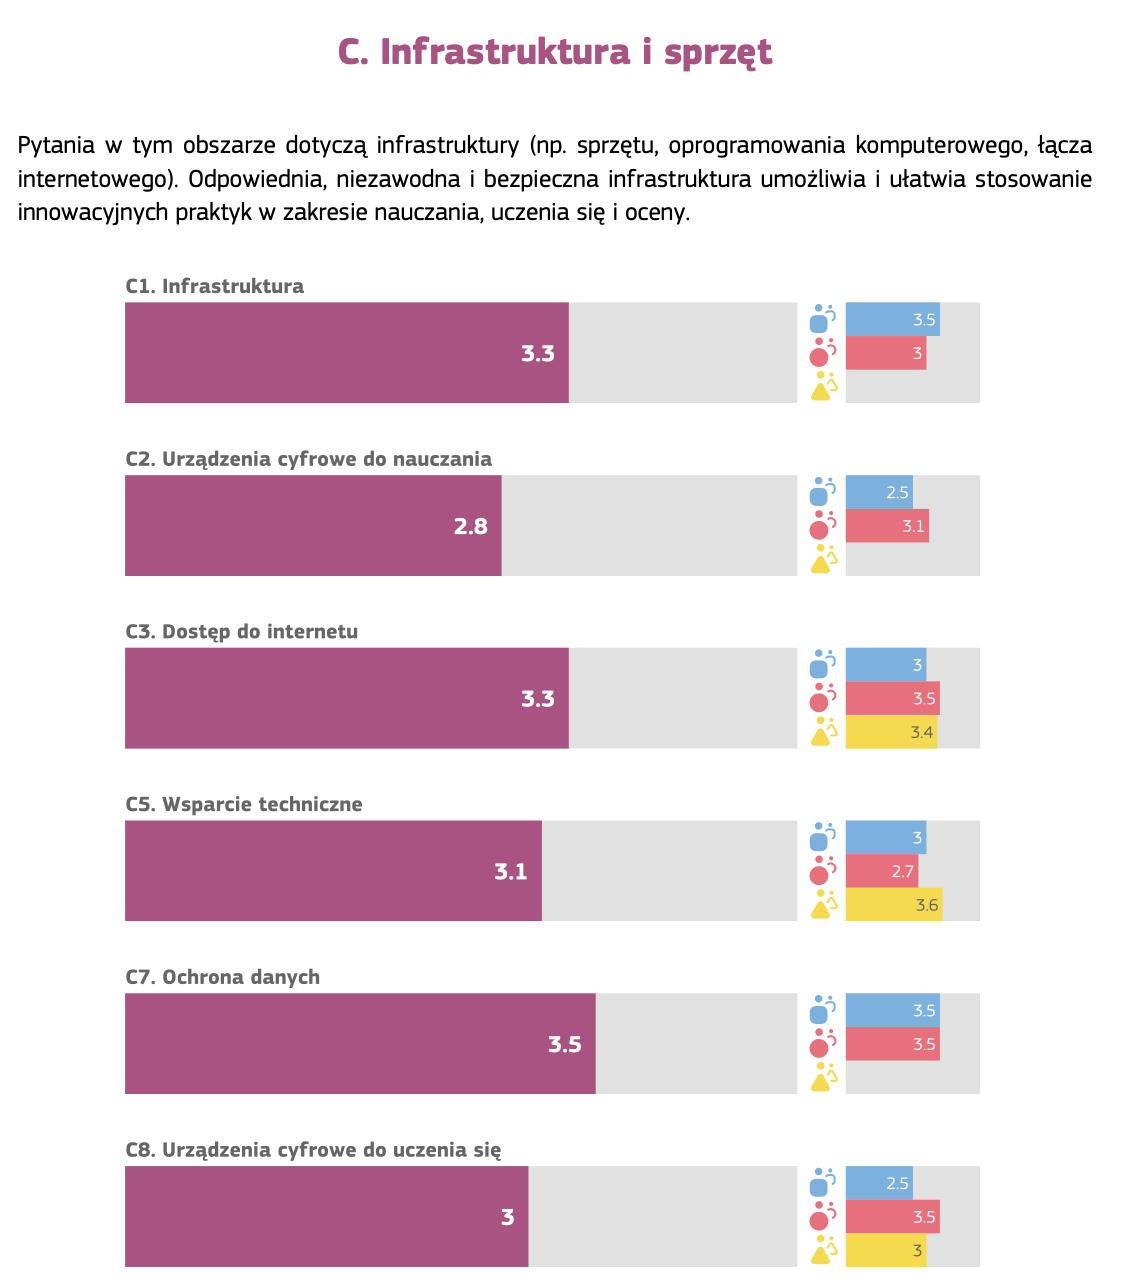 C. Infrastruktura i sprzęt
Pytania w tym obszarze dotyczą infrastruktury (np. sprzętu, oprogramowania komputerowego, łącza
internetowego). Odpowiednia, niezawodna i bezpieczna infrastruktura umożliwia i ułatwia stosowanie
innowacyjnych praktyk w zakresie nauczania, uczenia się i oceny.
C1. Infrastruktura
3.3
3.5
3
C2. Urządzenia cyfrowe do nauczania
2.8
2.5
3.1
C3. Dostęp do internetu
3.3
3
3.5
3.4
C5. Wsparcie techniczne
3.1
3
2.7
3.6
C7. Ochrona danych
3.5
3.5
3.5
C8. Urządzenia cyfrowe do uczenia się
3
2.5
3.5
3